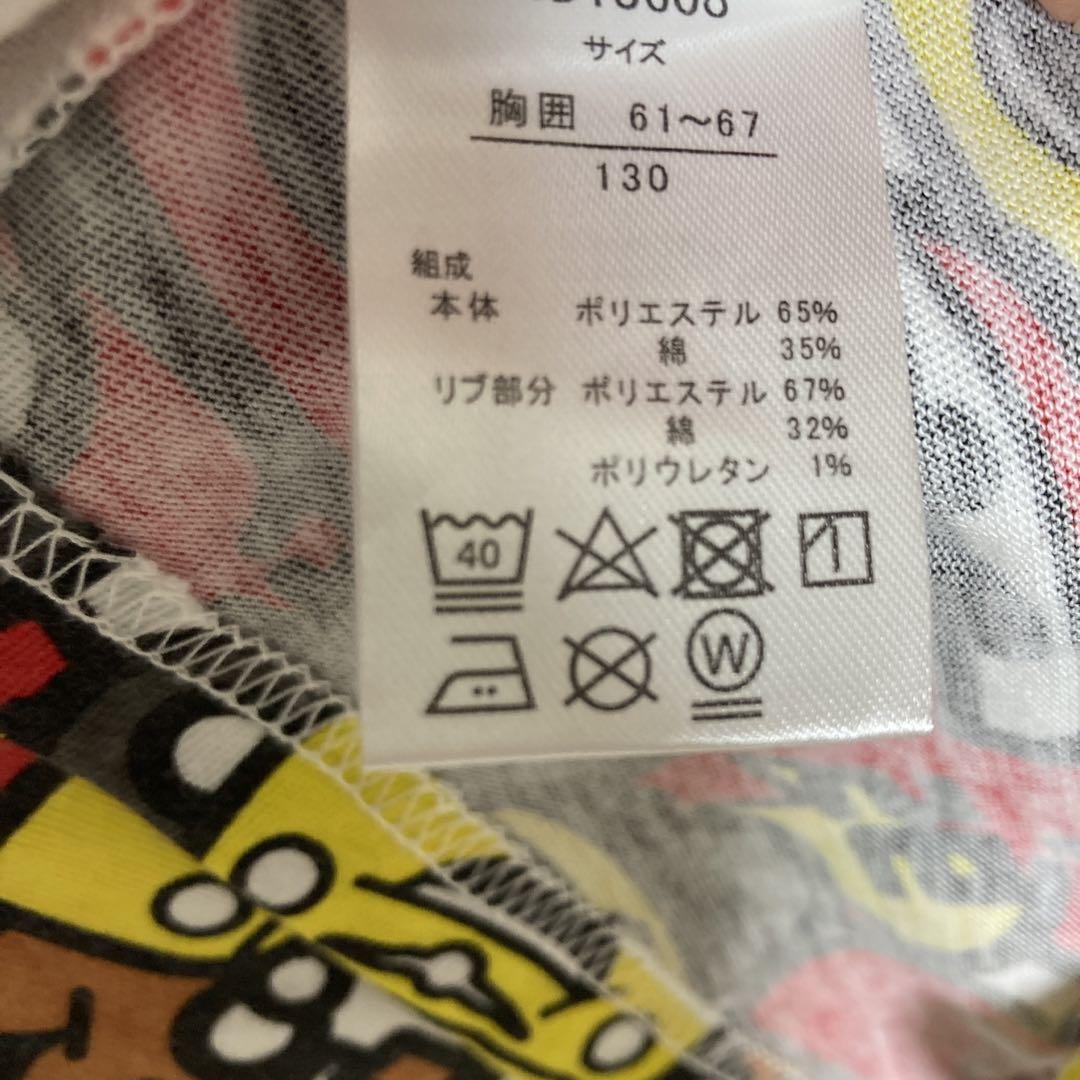 サイズ
胸囲 61〜67
130
組成
本体 ポリエステル 65%
綿 35%
リブ部分 ポリエステル 67%
綿 32%
ポリウレタン 1%
40
W